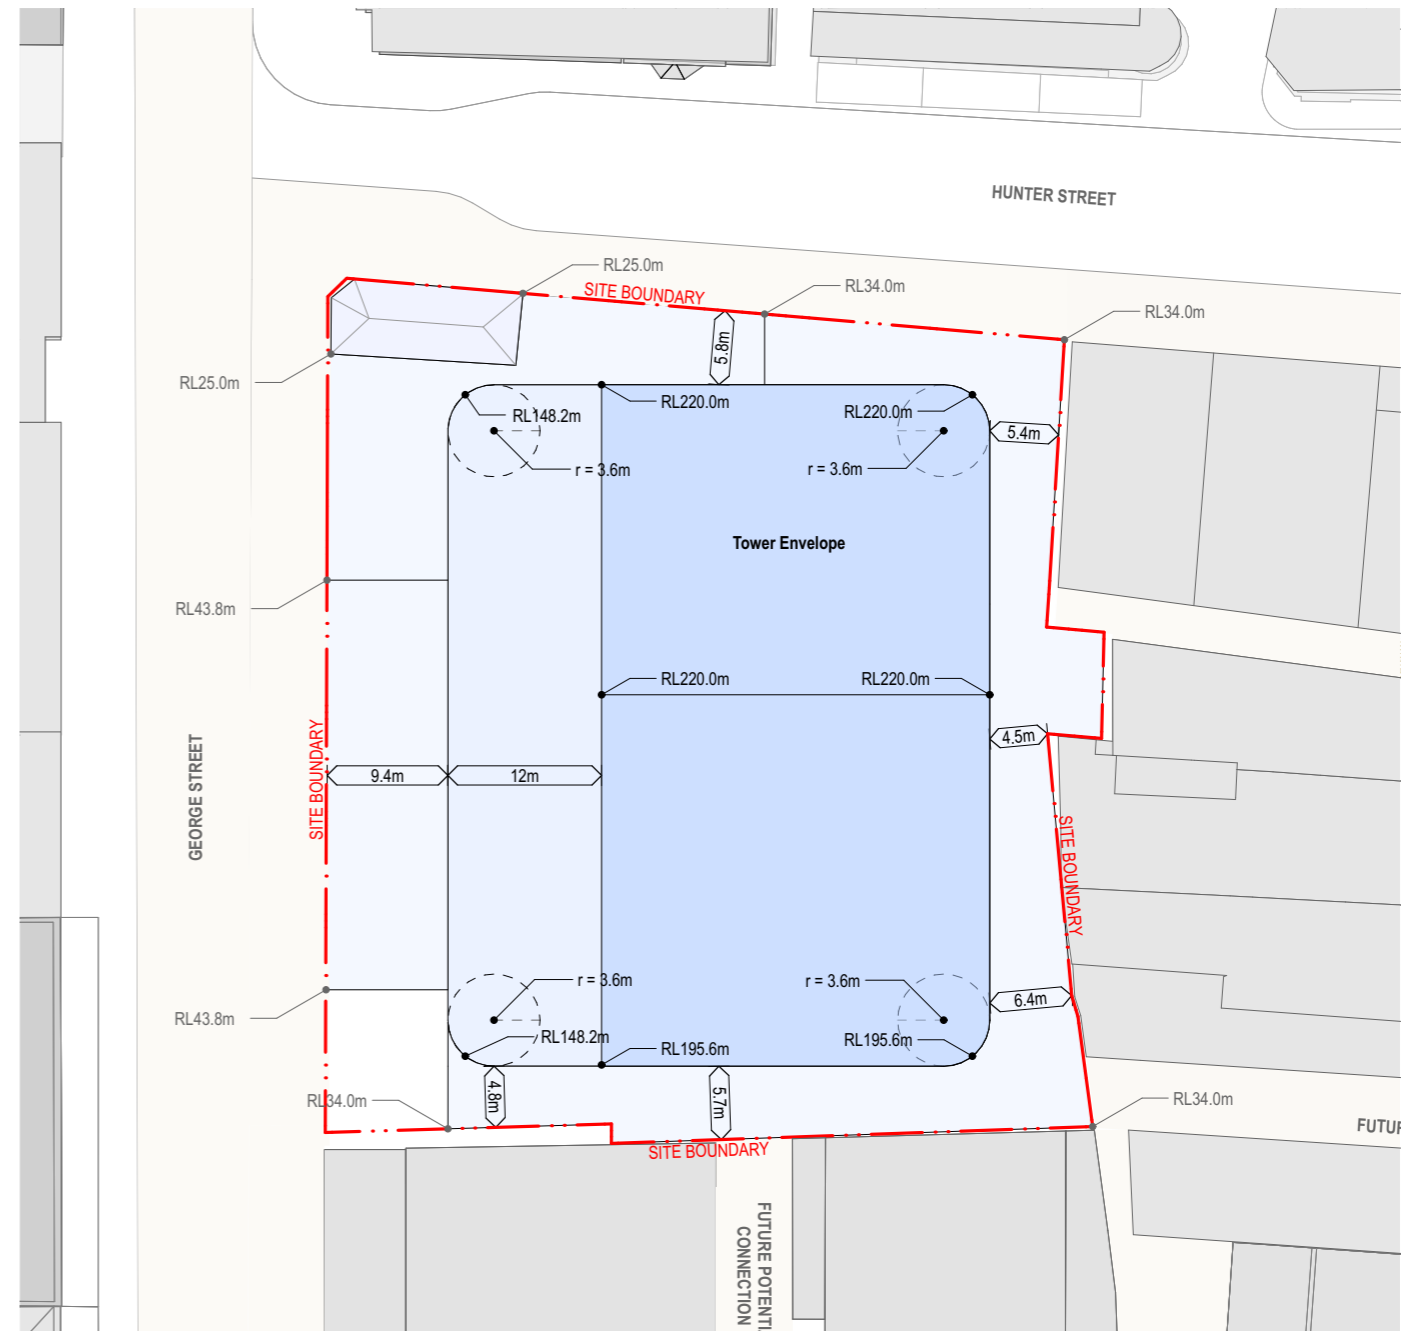 HUNTER STREET
RL25.0m
SITE BOUNDARY
RL34.0m
RL34.0m
5.8m
RL25.0m
RL220.0m
RL220.0m
RL148.2m
5.4m
r = 3.6m
r = 3.6m
Tower Envelope
RL43.8m
RL220.0m
RL220.0m
4.5m
SITE BOUNDARY
GEORGE STREET
9.4m
12m
SITE BOUNDARY
r = 3.6m
r = 3.6m
6.4m
RL43.8m
RL148.2m
RL195.6m
RL195.6m
4.8m
5.7m
RL34.0m
RL34.0m
SITE BOUNDARY
FUTURE POTENTI
CONNECTION
FUTU